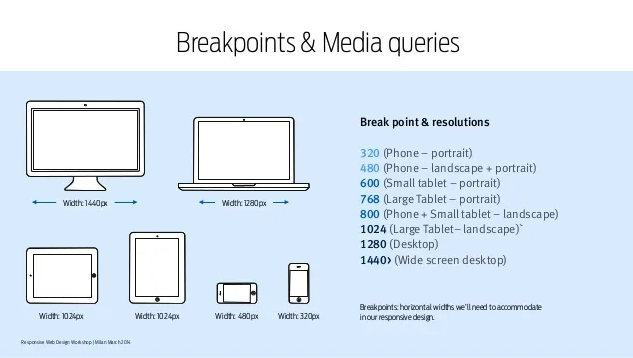 Breakpoints & Media queries
Break point & resolutions
320 (Phone – portrait)
480 (Phone – landscape + portrait)
600 (Small tablet – portrait)
768 (Large Tablet – portrait)
800 (Phone + Small tablet – landscape)
1024 (Large Tablet– landscape)`
1280 (Desktop)
1440> (Wide screen desktop)
Width: 1440px
Width: 1280px
Width: 1024px
Width: 1024px
Width: 480px
Width: 320px
Breakpoints: horizontal widths we'll need to accommodate
in our responsive design.
Responsive Web Design Workshop | Milan March 2014